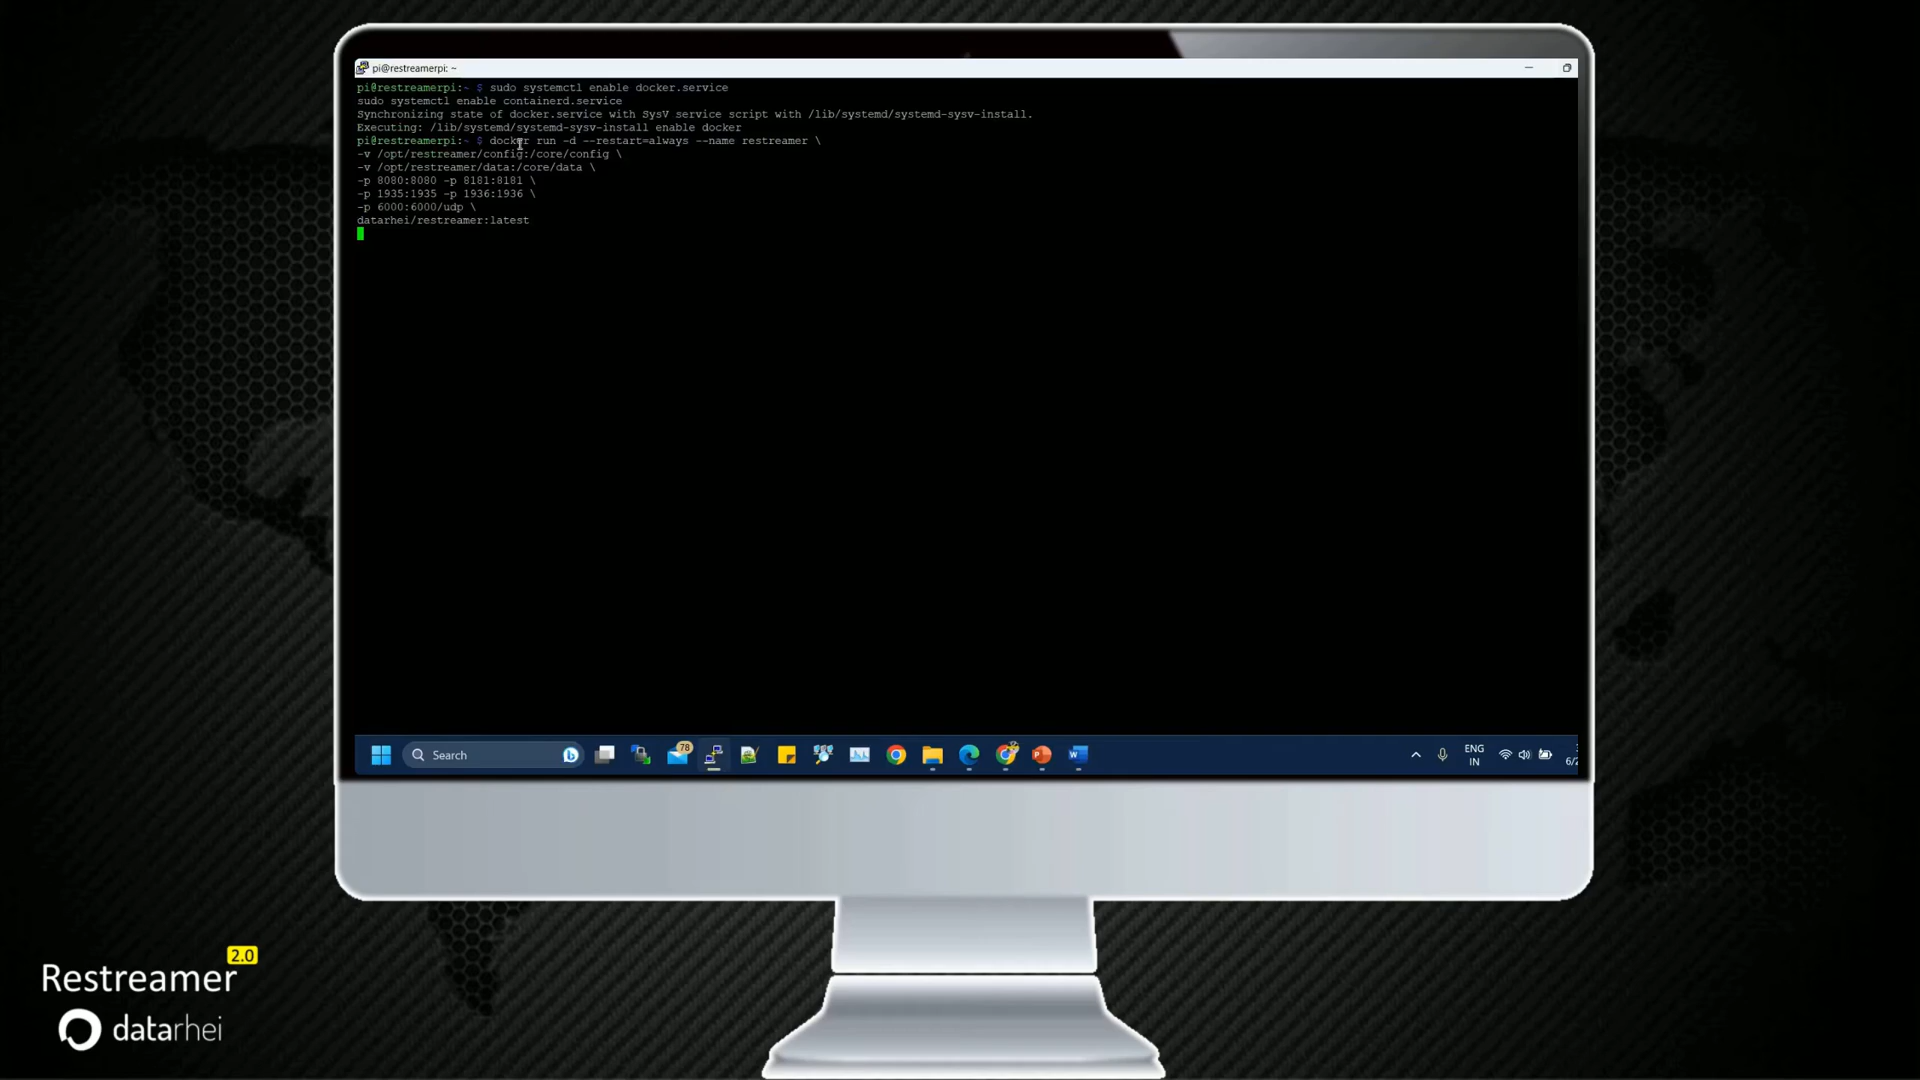 pi@restreamerpi: ~
pi@restreamerpi:~ $ sudo systemctl enable docker.service
sudo systemctl enable containerd.service
Synchronizing state of docker.service with SysV service script with /lib/systemd/systemd-sysv-install.
Executing: /lib/systemd/systemd-sysv-install enable docker
pi@restreamerpi:~ $ docker run -d --restart=always --name restreamer \
-v /opt/restreamer/config:/core/config \
-v /opt/restreamer/data:/core/data \
-p 8080:8080 -p 8181:8181 \
-p 1935:1935 -p 1936:1936 \
-p 6000:6000/udp \
datarhei/restreamer:latest
Search
78
ENG
IN
6/2
2.0
Restreamer
datarhei